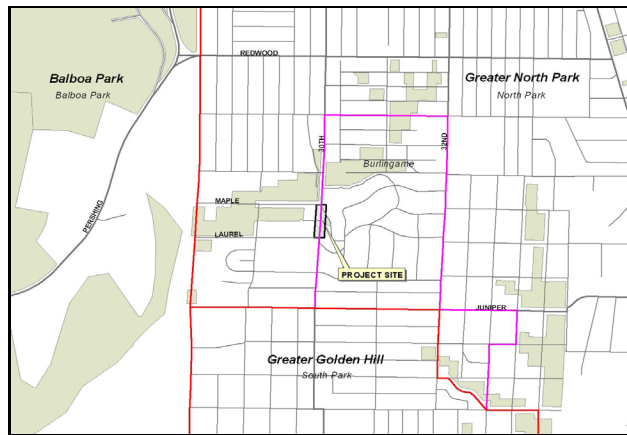 REDWOOD
Balboa Park
Balboa Park
Greater North Park
North Park
30TH
32ND
Burlingame
MAPLE
PERSHING
LAUREL
PROJECT SITE
JUNIPER
Greater Golden Hill
South Park